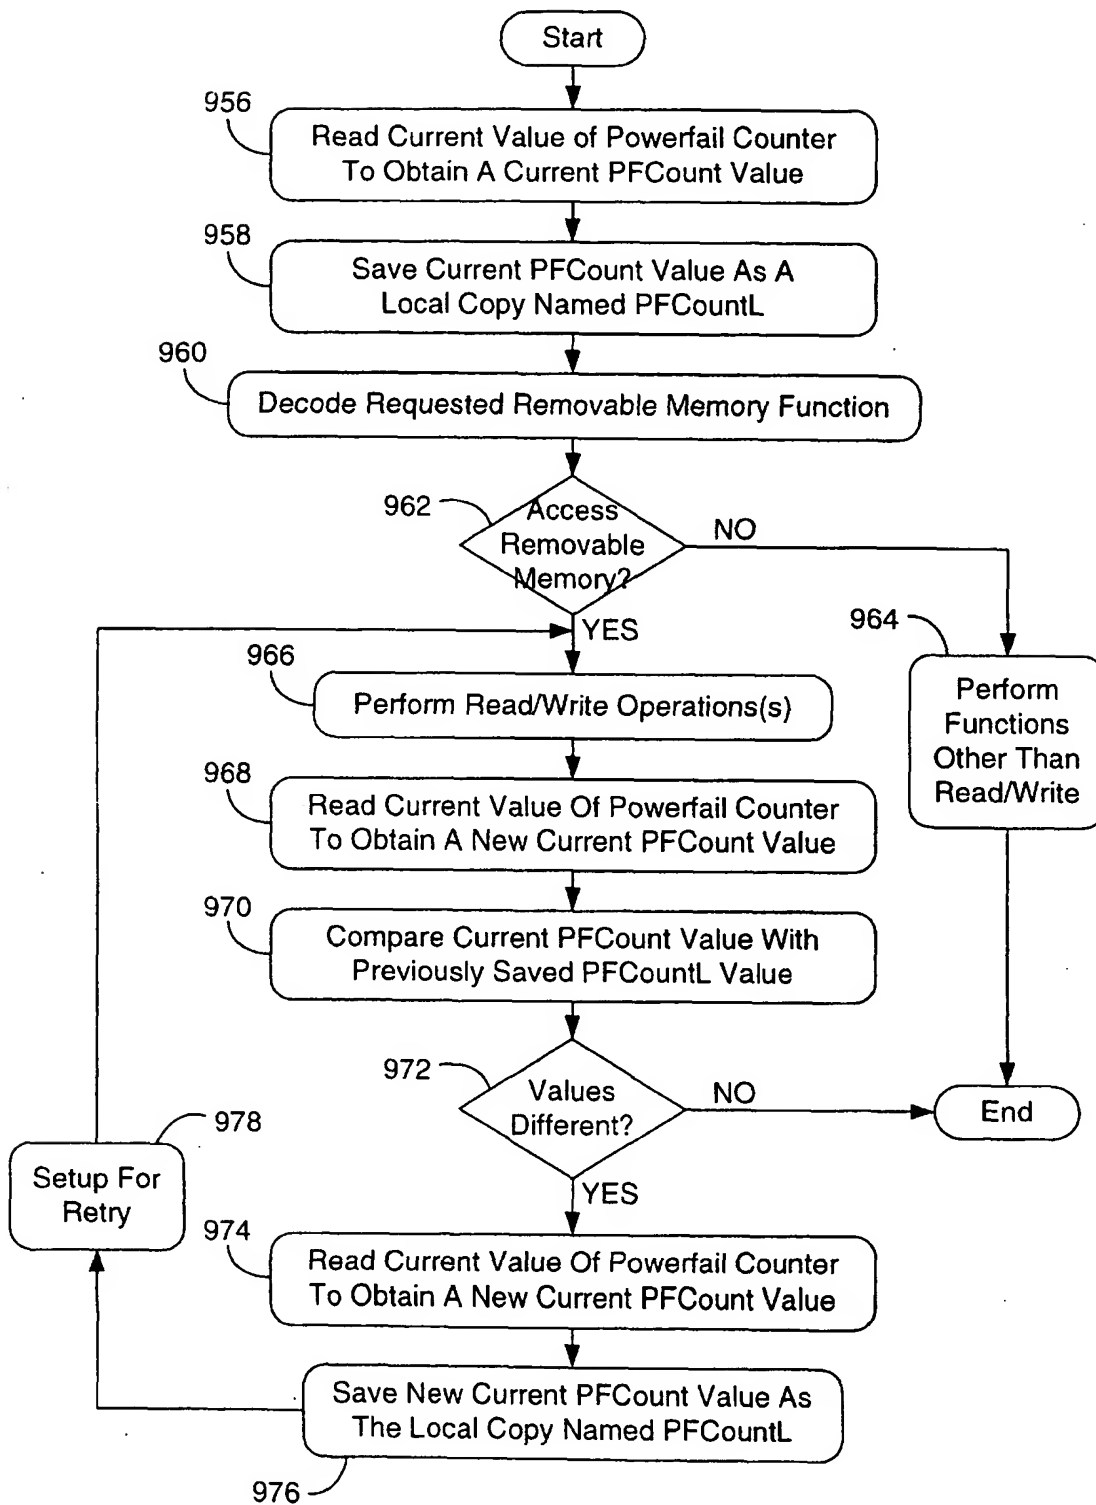 Start
956
Read Current Value of Powerfail Counter
To Obtain A Current PFCount Value
958
Save Current PFCount Value As A
Local Copy Named PFCountL
960
Decode Requested Removable Memory Function
962
Access
Removable
Memory?
NO
YES
964
966
Perform
Functions
Other Than
Read/Write
Perform Read/Write Operations(s)
968
Read Current Value Of Powerfail Counter
To Obtain A New Current PFCount Value
970
Compare Current PFCount Value With
Previously Saved PFCountL Value
972
Values
Different?
NO
End
YES
978
Setup For
Retry
974
Read Current Value Of Powerfail Counter
To Obtain A New Current PFCount Value
Save New Current PFCount Value As
The Local Copy Named PFCountL
976